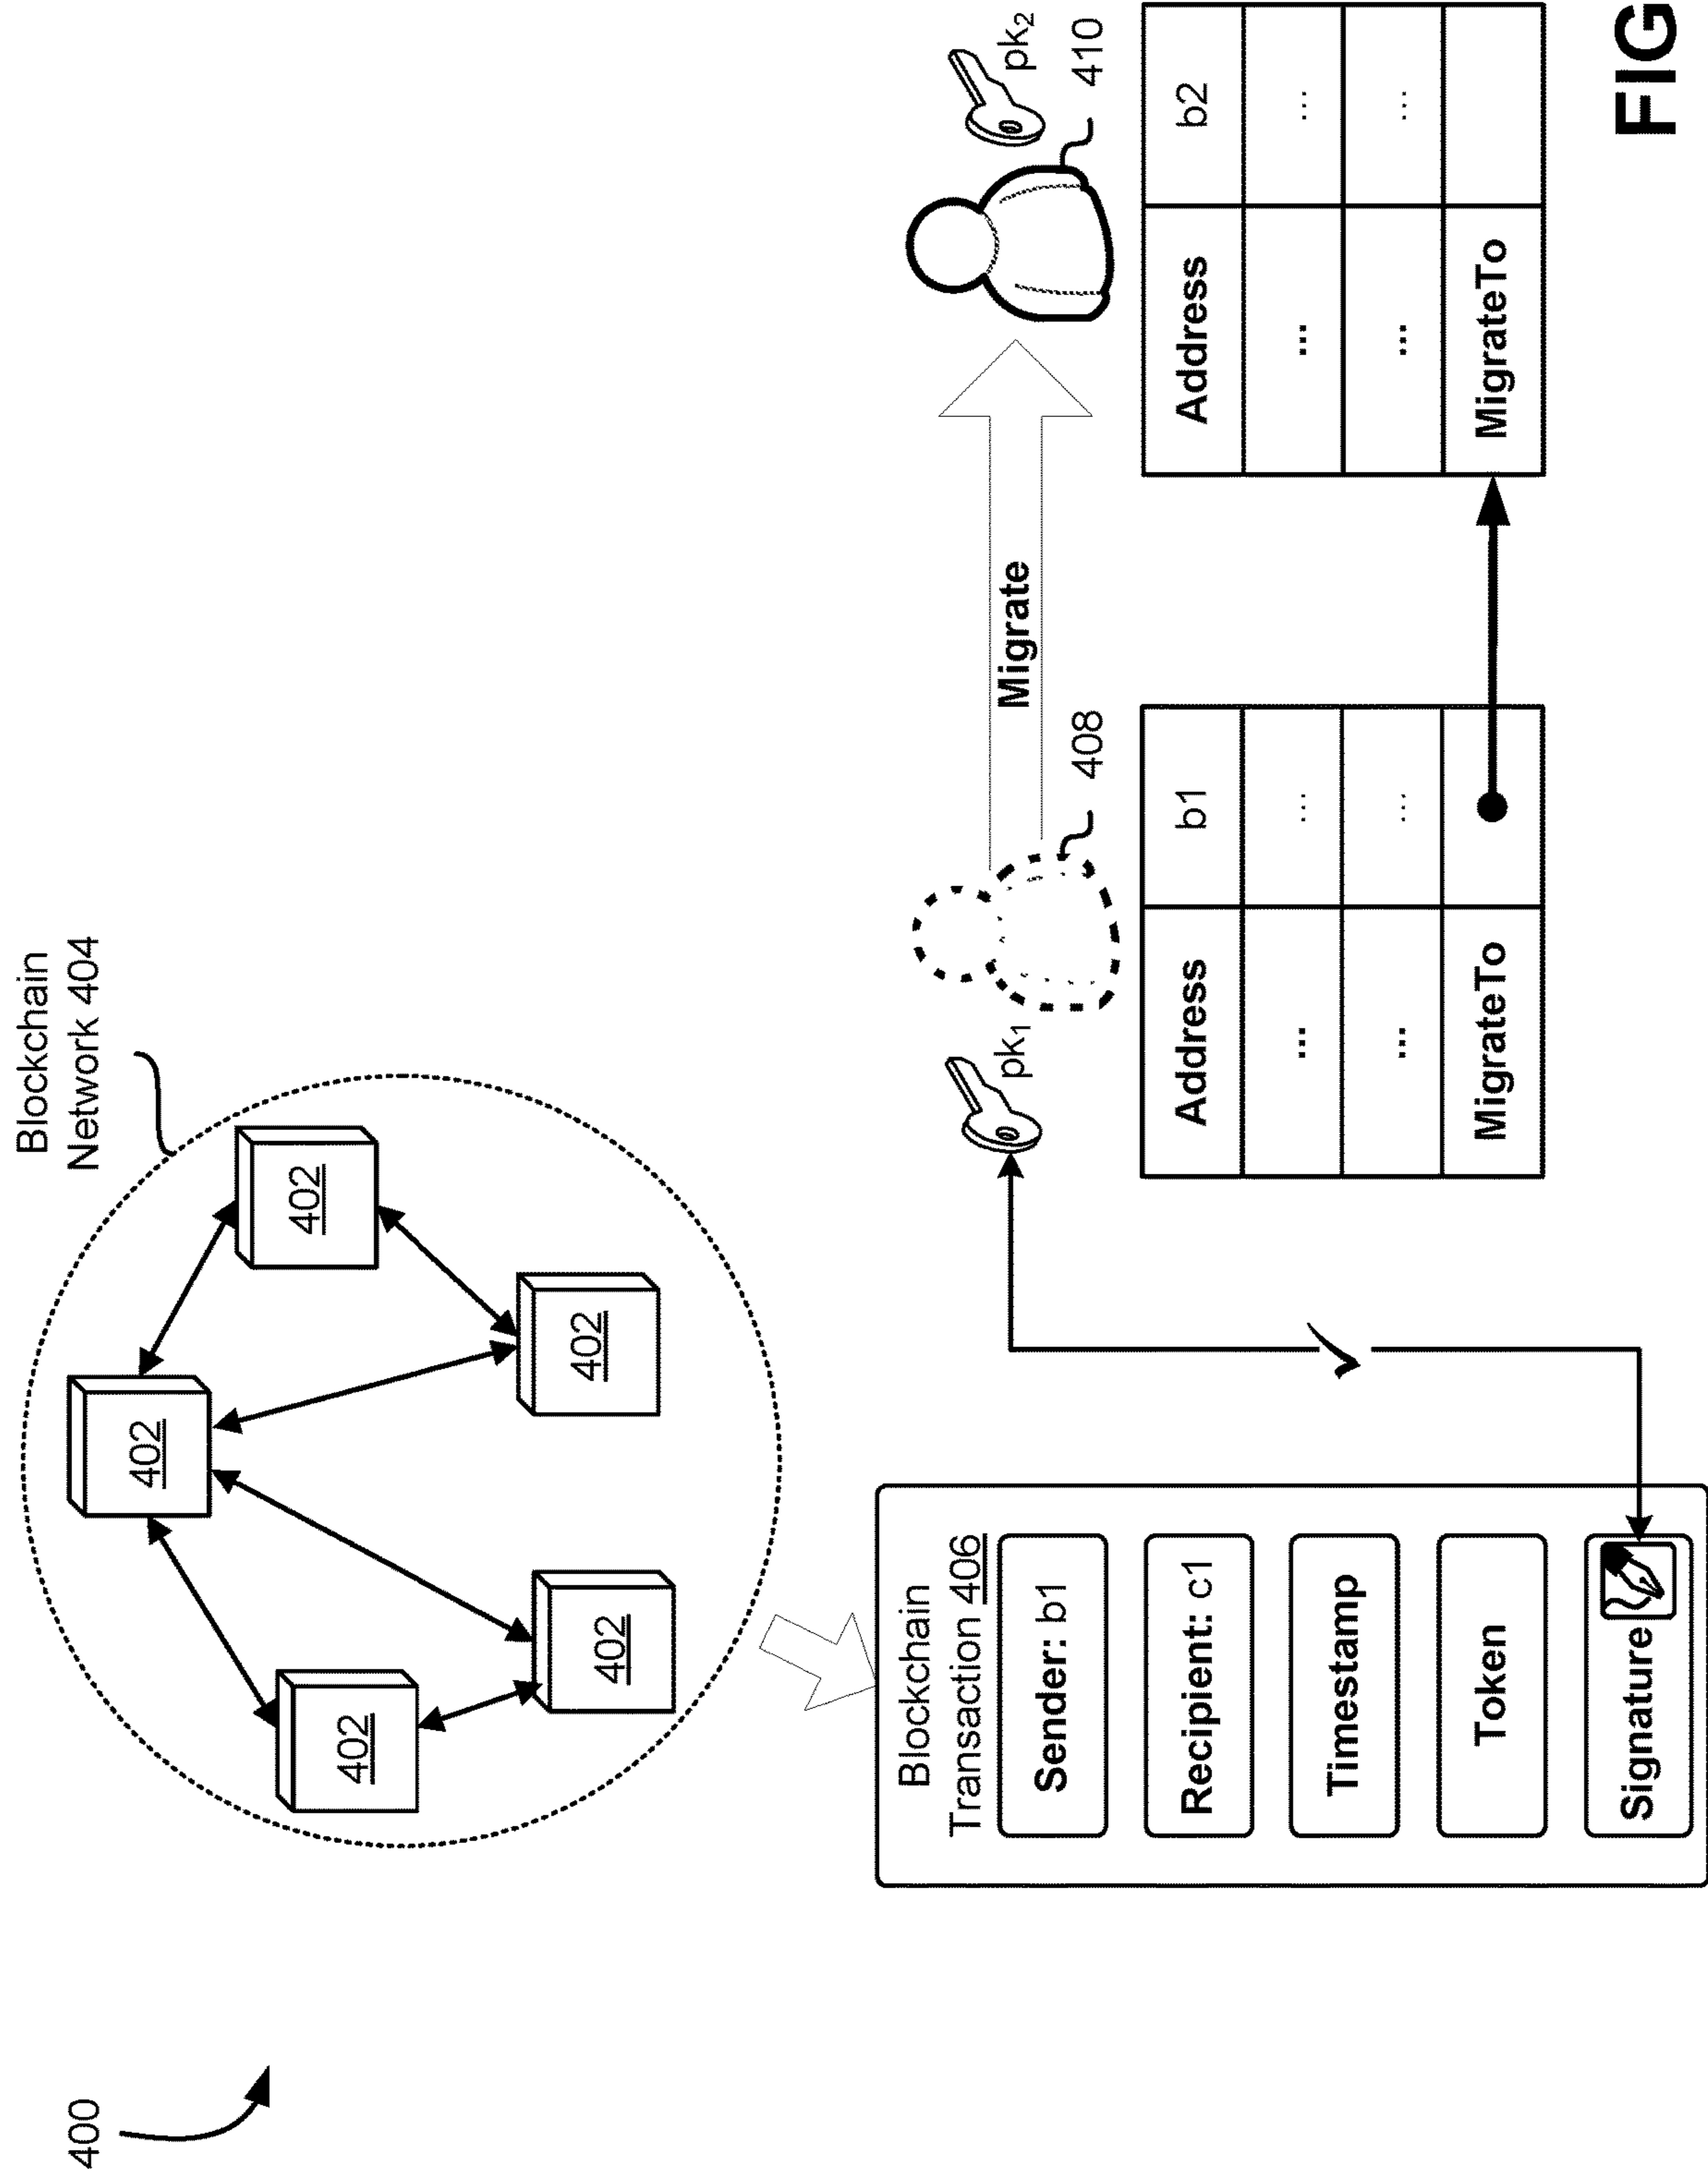 400
Blockchain
Network 404
402
402
402
402
402
Blockchain
Transaction 406
Sender: b1
Recipient: c1
Timestamp
Token
Signature
pk1
408
Migrate
pk2
410
Address b1
... ...
... ...
MigrateTo
Address b2
... ...
... ...
MigrateTo
FIG